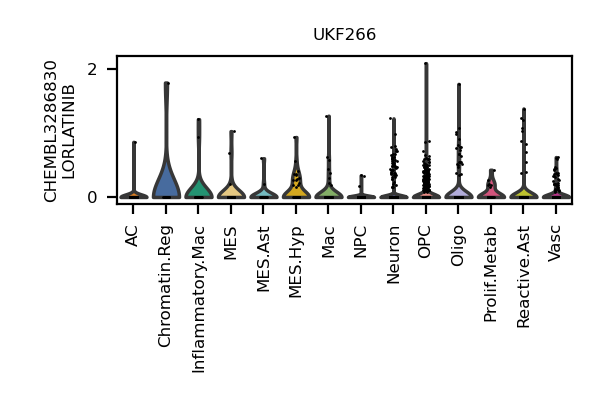 UKF266
CHEMBL3286830
LORLATINIB
2
0
AC
Chromatin.Reg
Inflammatory.Mac
MES
MES.Ast
MES.Hyp
Mac
NPC
Neuron
OPC
Oligo
Prolif.Metab
Reactive.Ast
Vasc